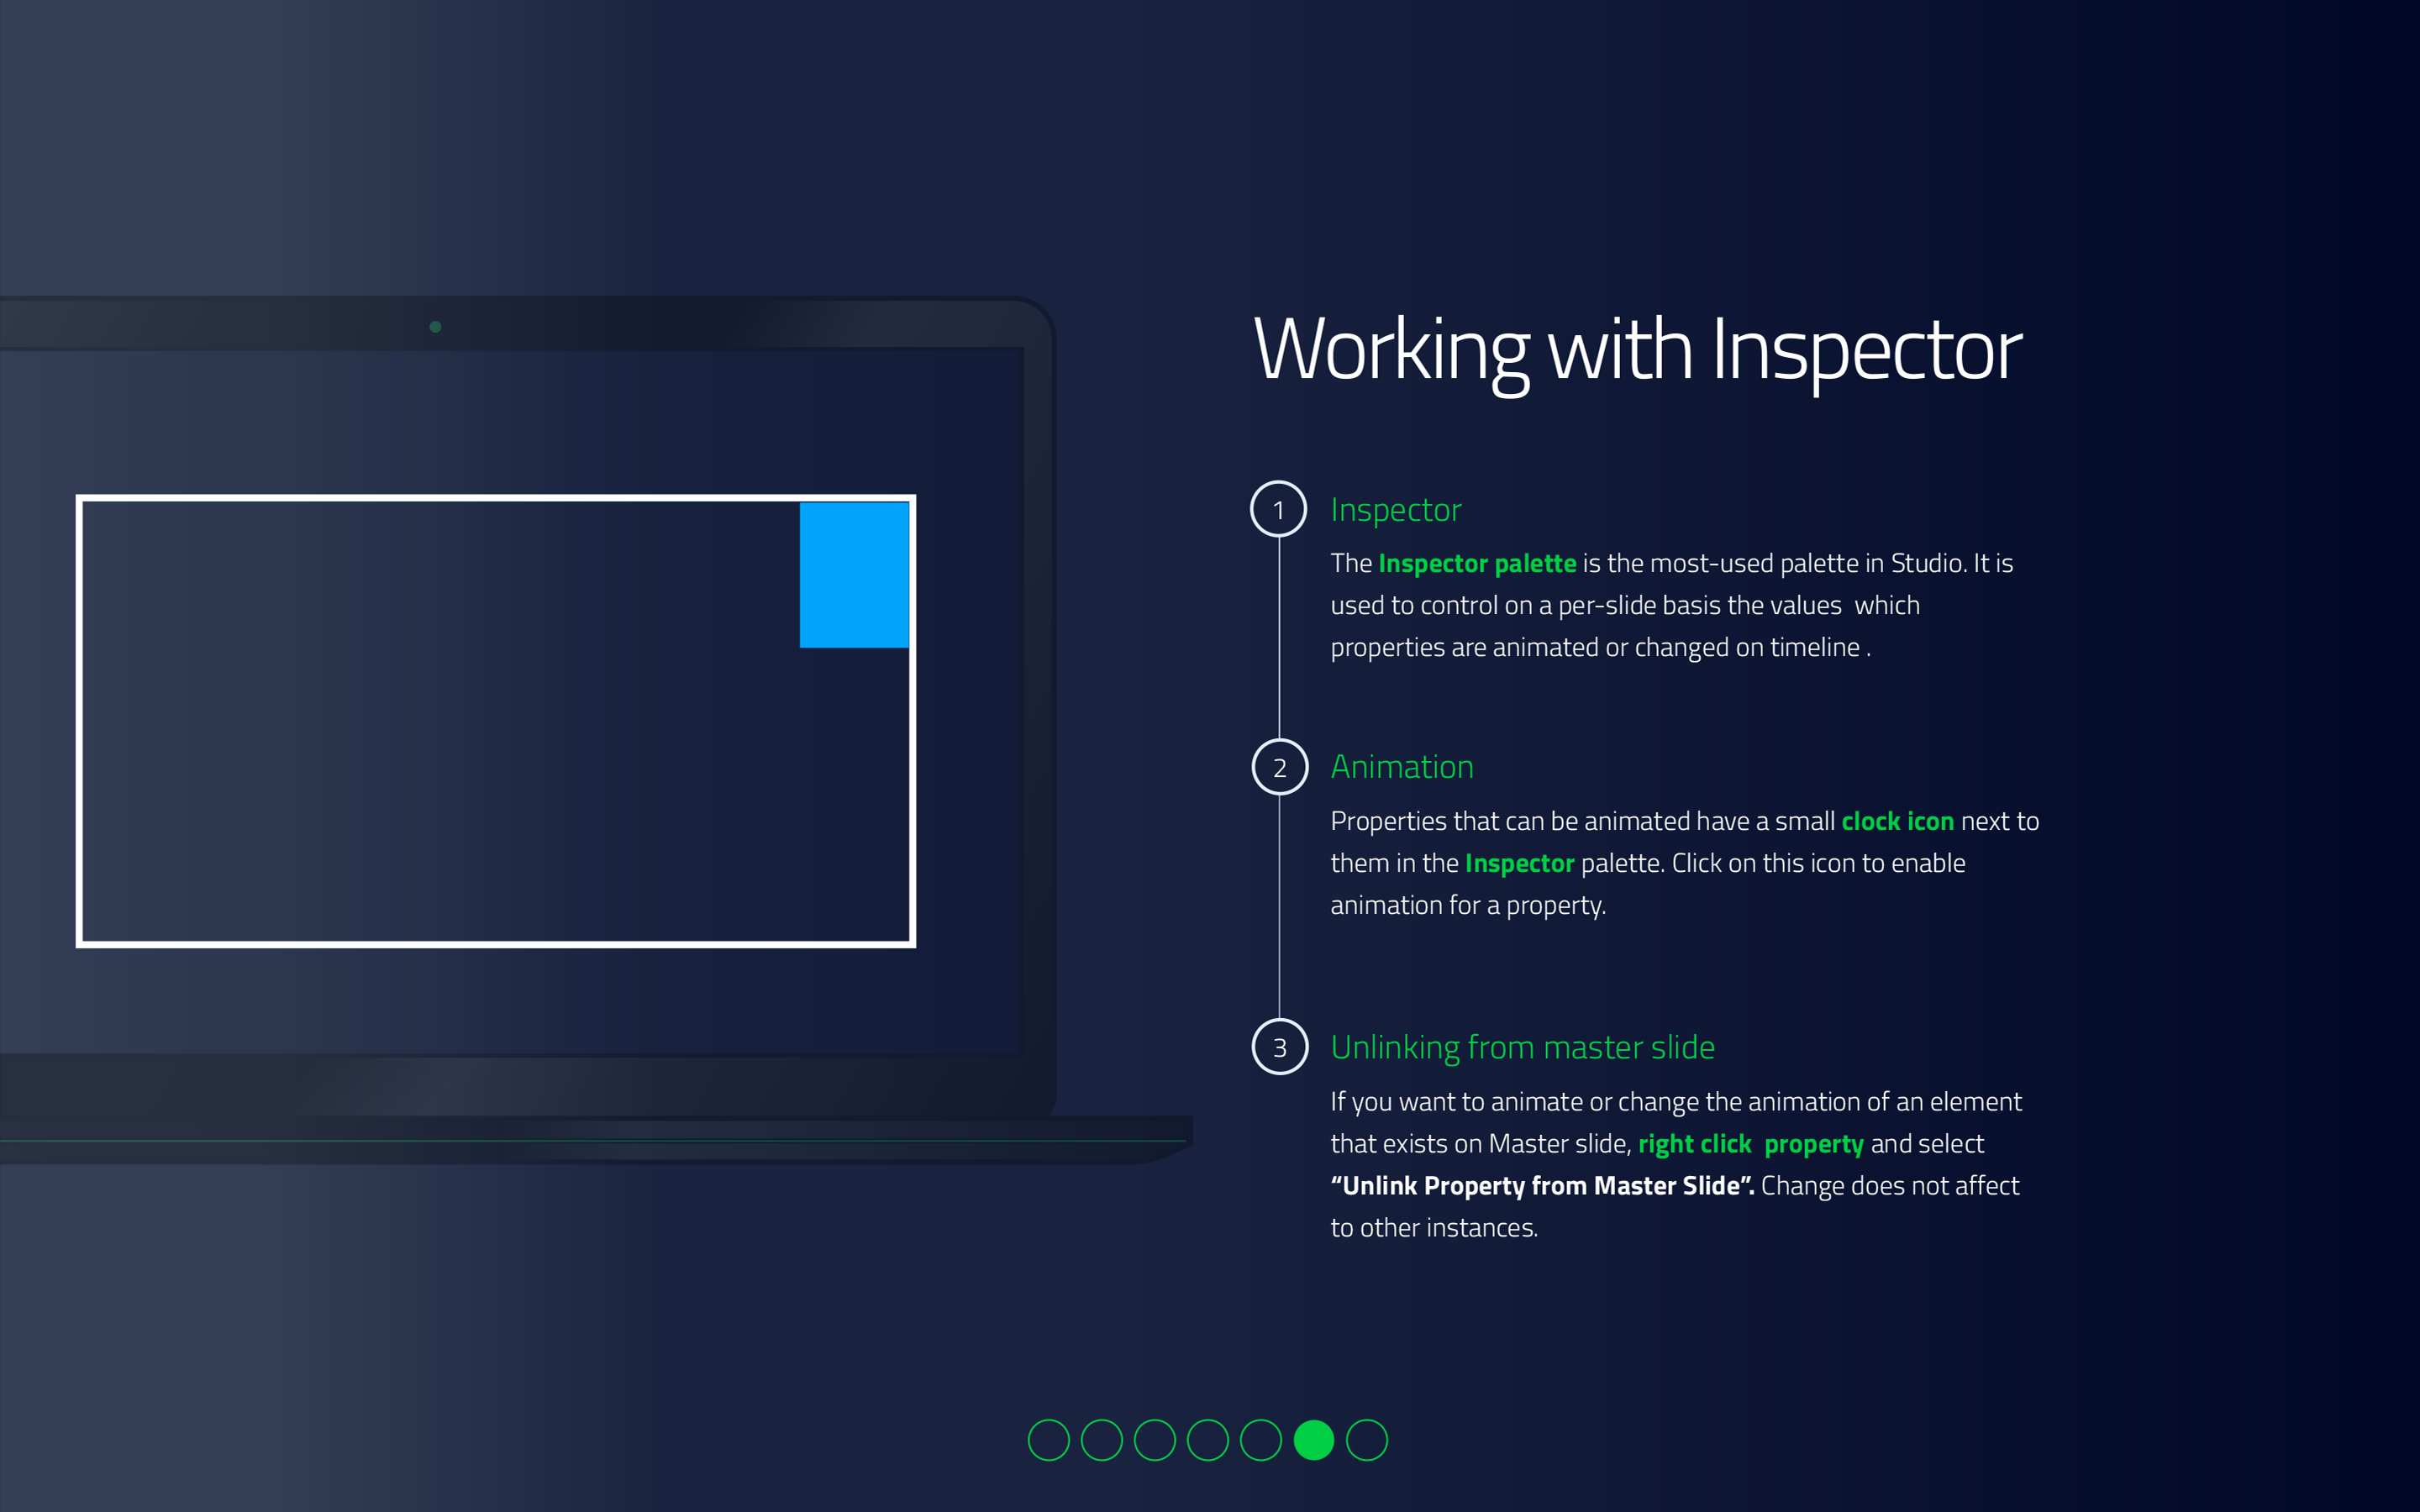 Working with Inspector
1
Inspector
The Inspector palette is the most-used palette in Studio. It is
used to control on a per-slide basis the values  which
properties are animated or changed on timeline .
2
Animation
Properties that can be animated have a small clock icon next to
them in the Inspector palette. Click on this icon to enable
animation for a property.
3
Unlinking from master slide
If you want to animate or change the animation of an element
that exists on Master slide, right click  property and select
“Unlink Property from Master Slide”. Change does not affect
to other instances.